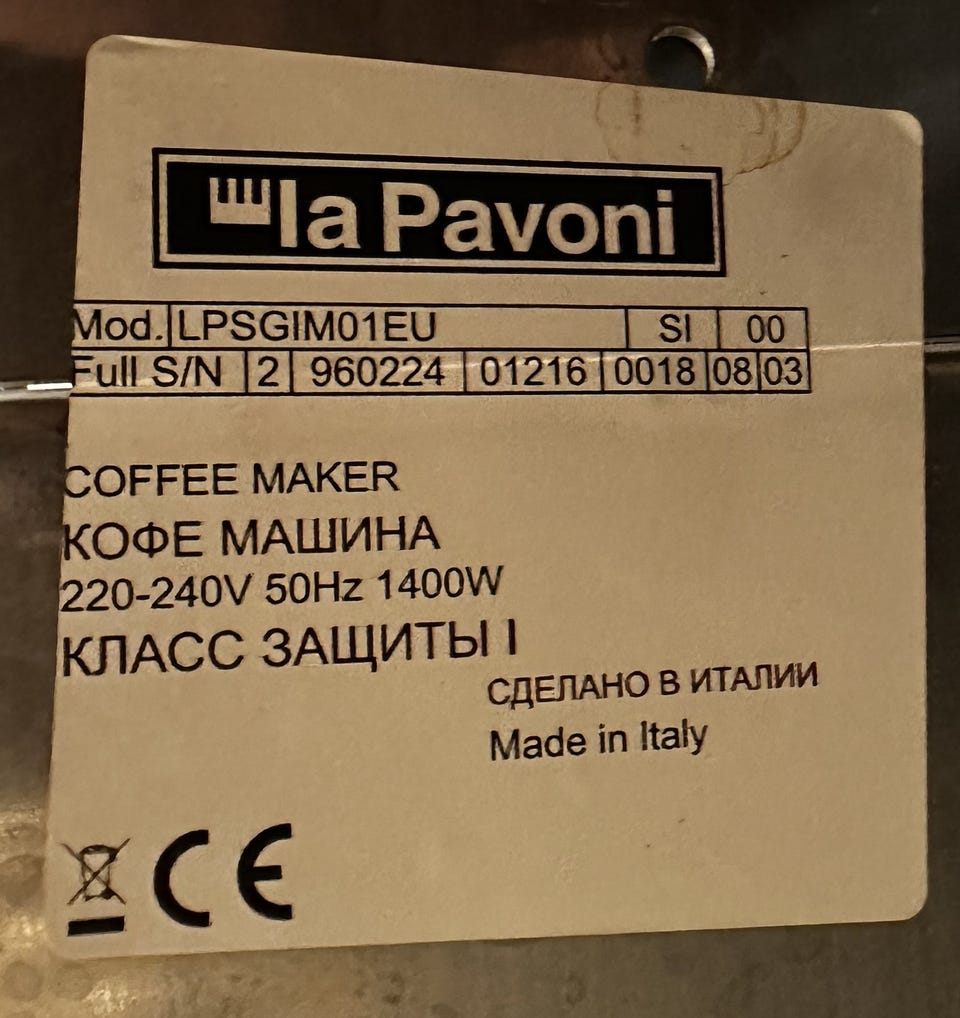 la Pavoni
Mod. LPSGIM01EU SI 00
Full S/N 2 960224 01216 0018 08 03
COFFEE MAKER
КОФЕ МАШИНА
220-240V 50Hz 1400W
КЛАСС ЗАЩИТЫ I
СДЕЛАНО В ИТАЛИИ
Made in Italy
CE